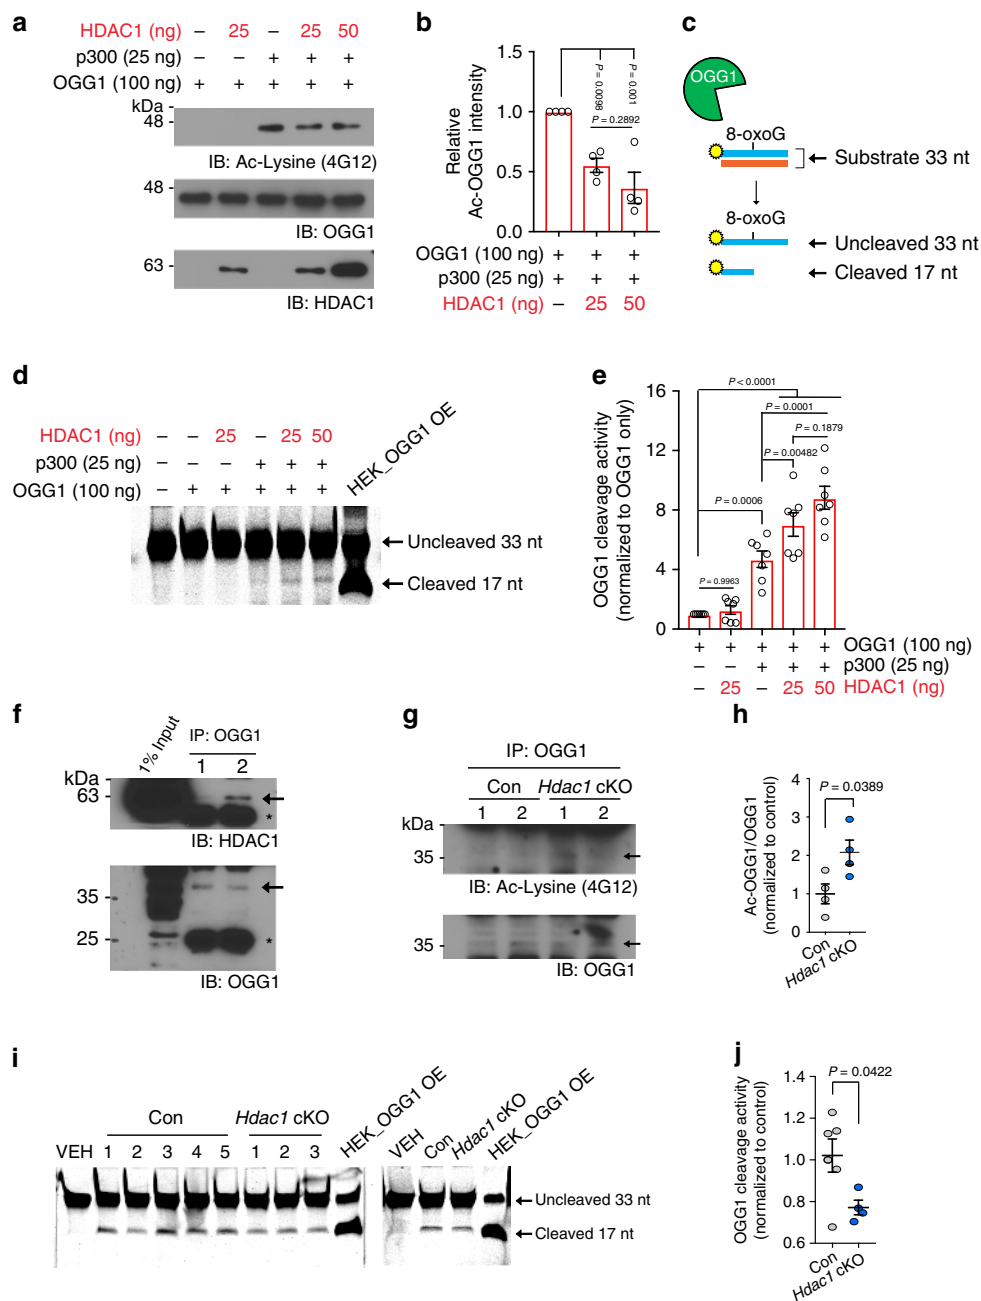 a
HDAC1 (ng) – 25 – 25 50
p300 (25 ng) – – + + +
OGG1 (100 ng) + + + + +
kDa
48
IB: Ac-Lysine (4G12)
48
IB: OGG1
63
IB: HDAC1
b
Relative
Ac-OGG1 intensity
1.5
1.0
0.5
0.0
P = 0.0098
P = 0.001
P = 0.2892
OGG1 (100 ng) + + +
p300 (25 ng) + + +
HDAC1 (ng) – 25 50
c
OGG1
8-oxoG
Substrate 33 nt
8-oxoG
Uncleaved 33 nt
Cleaved 17 nt
d
HDAC1 (ng) – – 25 – 25 50
p300 (25 ng) – – – + + +
OGG1 (100 ng) – + + + + +
HEK_OGG1 OE
Uncleaved 33 nt
Cleaved 17 nt
e
OGG1 cleavage activity
(normalized to OGG1 only)
16
12
8
4
0
P < 0.0001
P = 0.0001
P = 0.1879
P = 0.00482
P = 0.0006
P = 0.9963
+ + + + + OGG1 (100 ng)
– – + + + p300 (25 ng)
– 25 – 25 50 HDAC1 (ng)
f
1% Input
IP: OGG1
1 2
kDa
63
*
IB: HDAC1
35
25
*
IB: OGG1
g
IP: OGG1
Con Hdac1 cKO
1 2 1 2
kDa
35
IB: Ac-Lysine (4G12)
35
IB: OGG1
h
Ac-OGG1/OGG1
(normalized to control)
4
3
2
1
0
P = 0.0389
Con
Hdac1 cKO
i
Con Hdac1 cKO
VEH 1 2 3 4 5 1 2 3 HEK_OGG1 OE
VEH Con Hdac1 cKO HEK_OGG1 OE
Uncleaved 33 nt
Cleaved 17 nt
j
OGG1 cleavage activity
(normalized to control)
1.4
1.2
1.0
0.8
0.6
P = 0.0422
Con
Hdac1 cKO